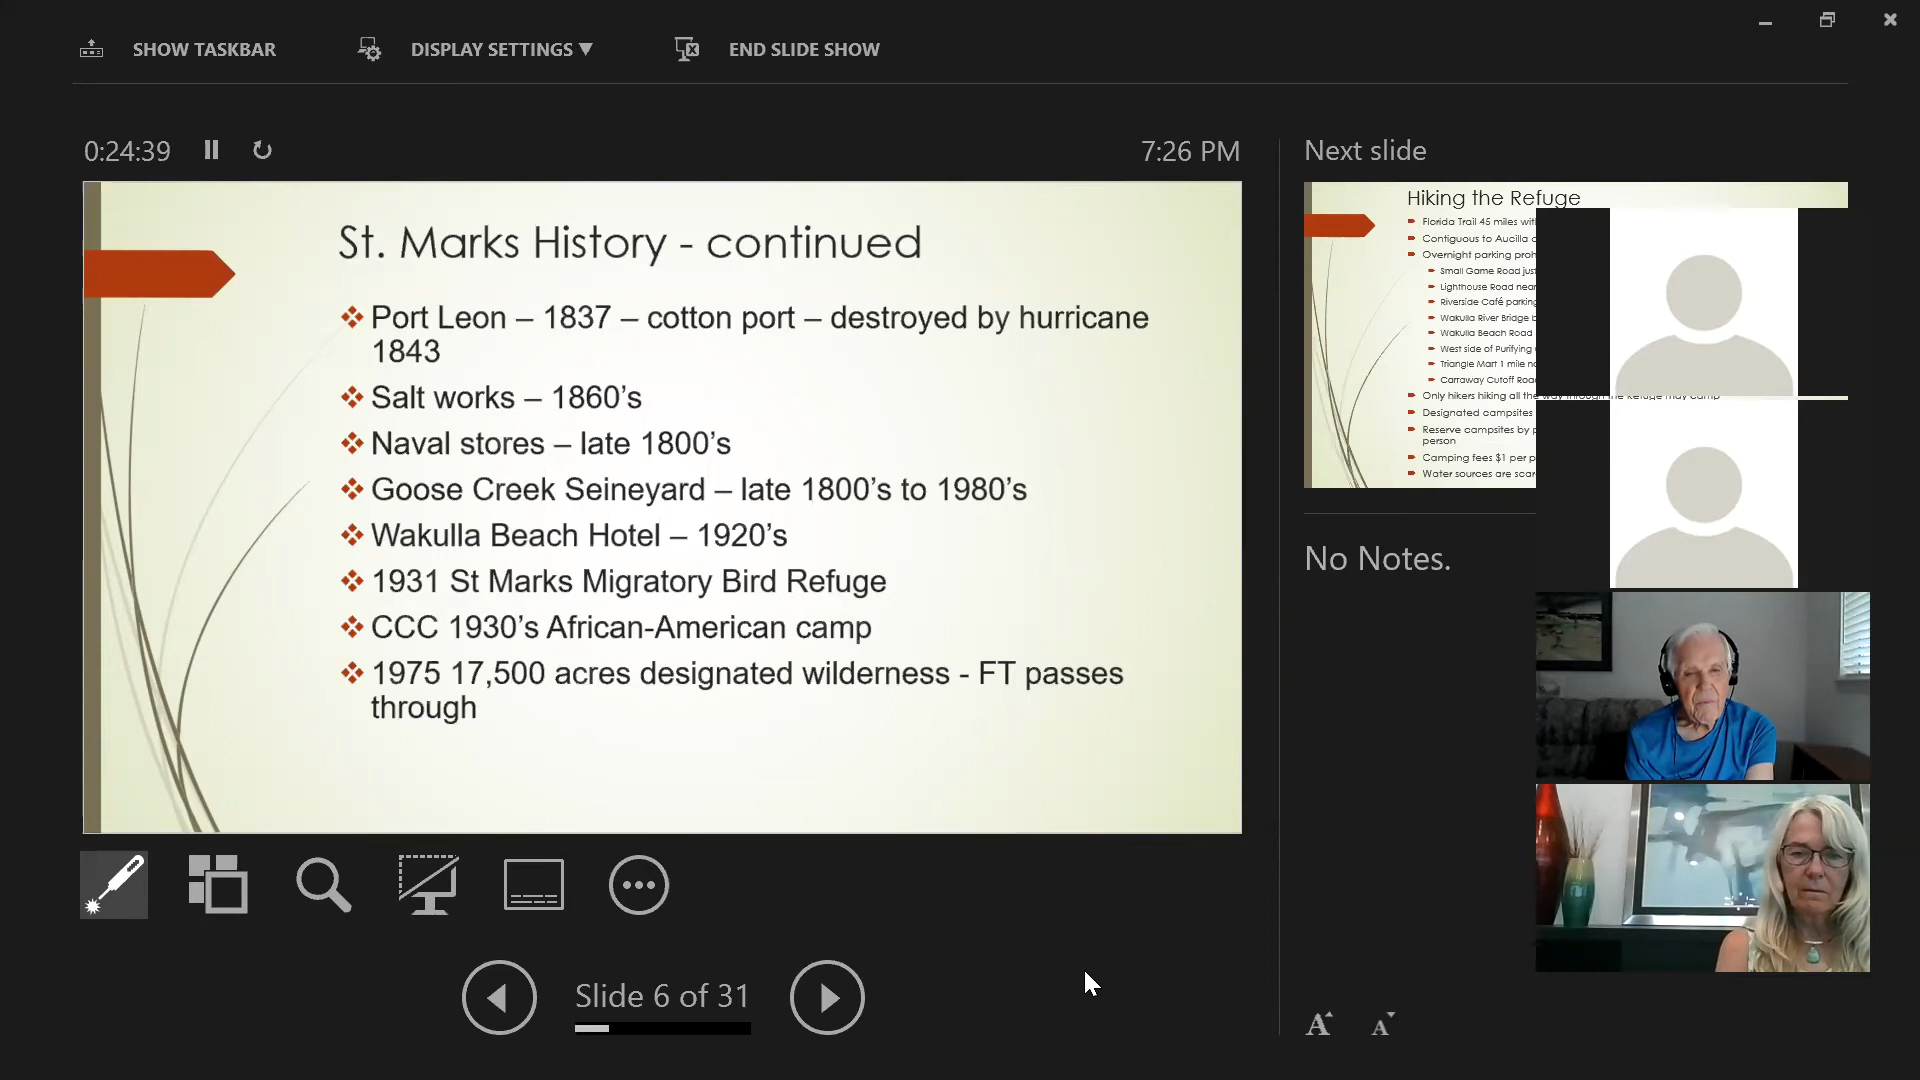 SHOW TASKBAR
DISPLAY SETTINGS ▼
END SLIDE SHOW
0:24:39
7:26 PM
Next slide
St. Marks History - continued
Port Leon – 1837 – cotton port – destroyed by hurricane
1843
Salt works – 1860’s
Naval stores – late 1800’s
Goose Creek Seineyard – late 1800’s to 1980’s
Wakulla Beach Hotel – 1920’s
1931 St Marks Migratory Bird Refuge
CCC 1930’s African-American camp
1975 17,500 acres designated wilderness - FT passes
through
Hiking the Refuge
Florida Trail 45 miles
Contiguous to Aucilla
Overnight parking
Small Game Road
Lighthouse Road
Riverside Café
Wakulla River Bridge
Wakulla Beach Road
West side of Purifying
Triangle Mart 1 mile
Carraway Cutoff
Only hikers hiking all the way through the Refuge may camp
Designated campsites
Reserve campsites by
person
Camping fees $1 per
Water sources are
No Notes.
Slide 6 of 31
A A